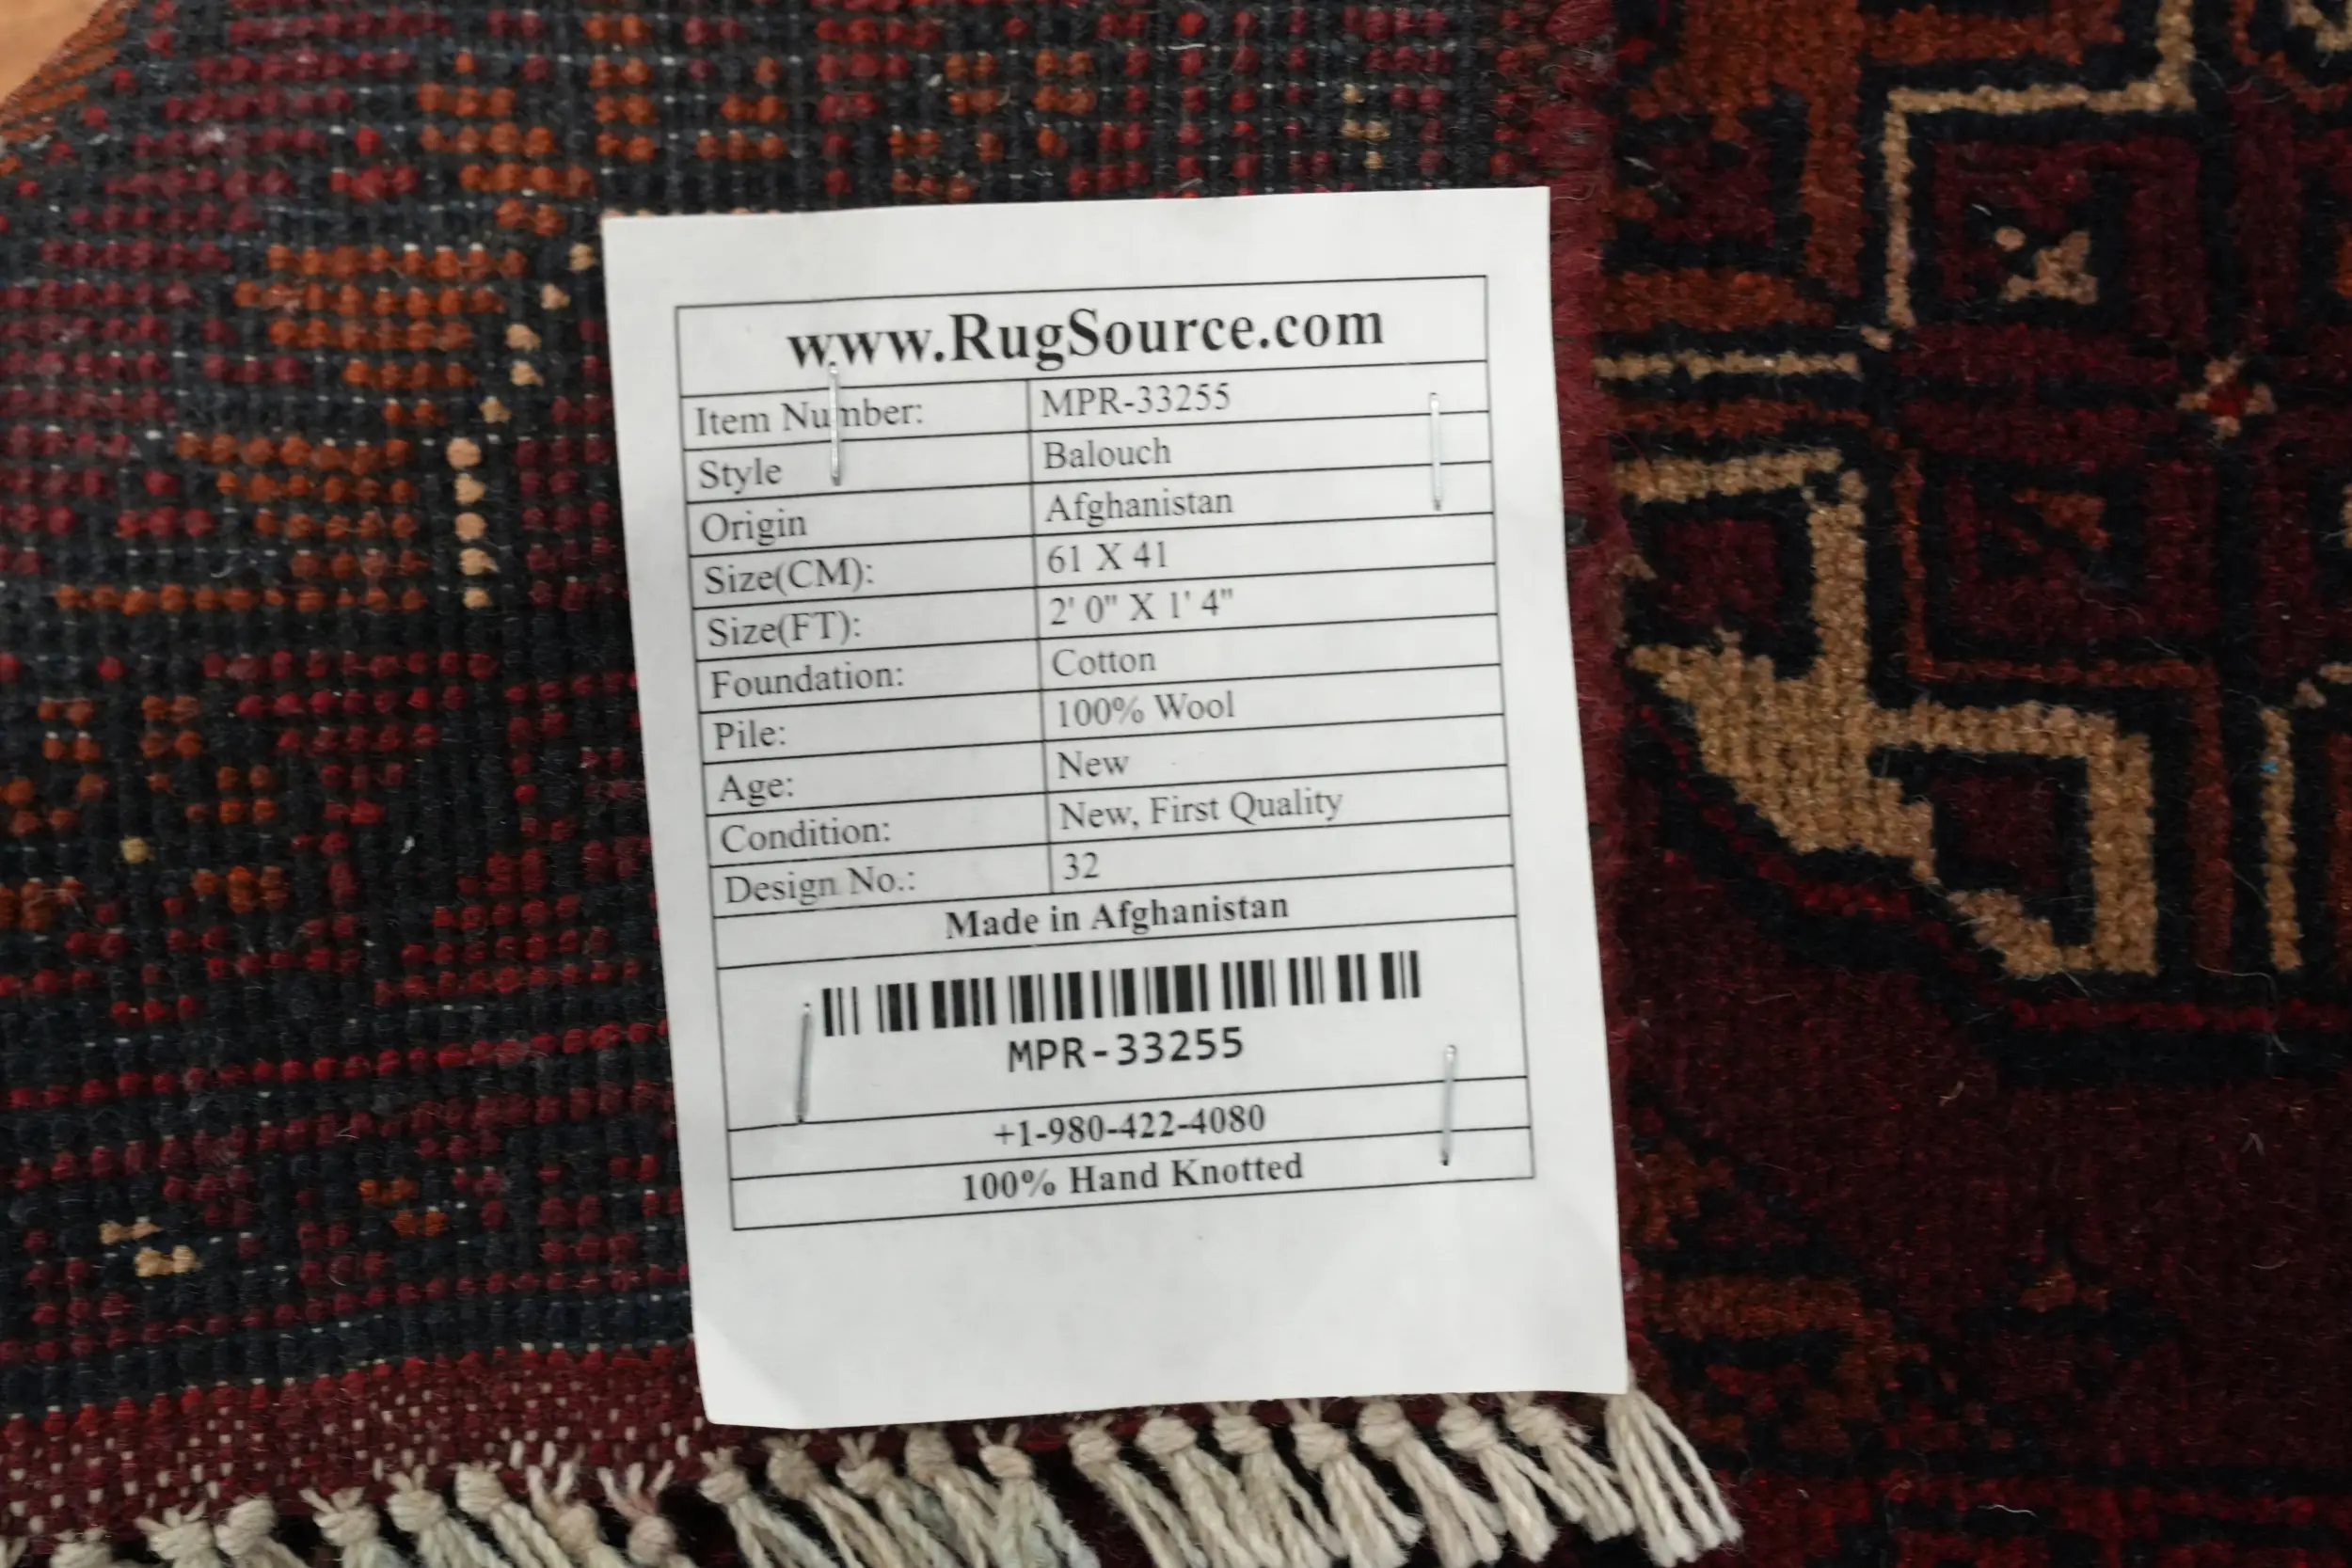 www.RugSource.com
Item Number: MPR-33255
Style Balouch
Origin Afghanistan
Size(CM): 61 X 41
Size(FT): 2' 0" X 1' 4"
Foundation: Cotton
Pile: 100% Wool
Age: New
Condition: New, First Quality
Design No.: 32
Made in Afghanistan
MPR-33255
+1-980-422-4080
100% Hand Knotted